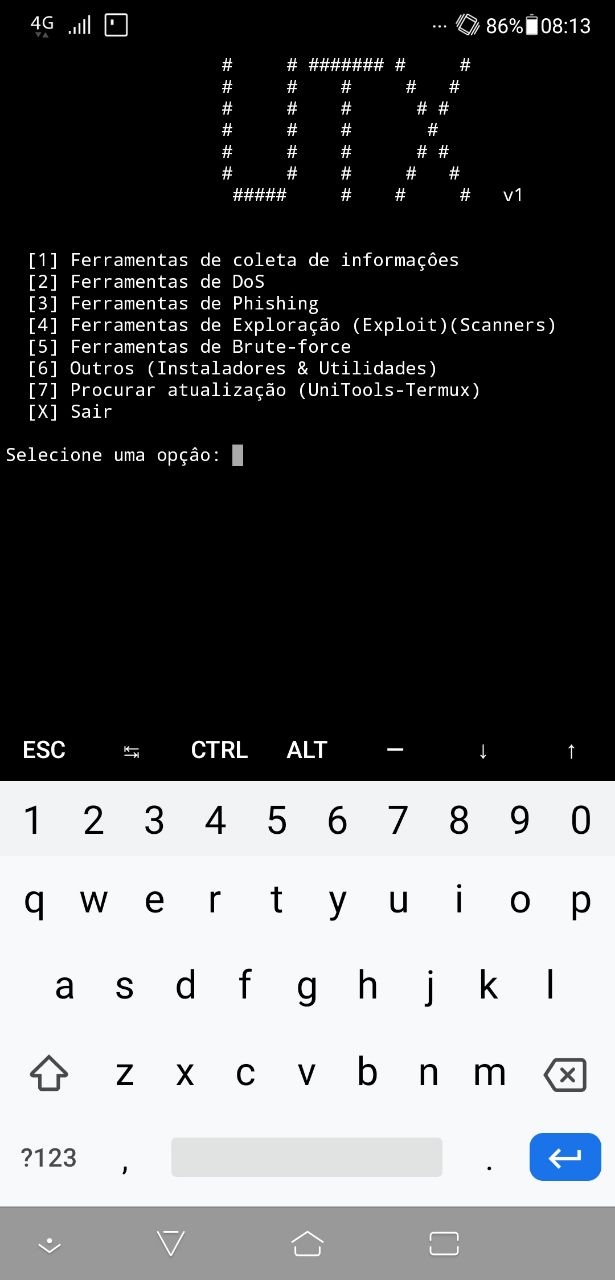 4G ... 86% 08:13
#     # ####### #     #
#     #    #     #   #
#     #    #      # #
#     #    #       #
#     #    #      # #
#     #    #     #   #
 #####     #    #     #   v1
[1] Ferramentas de coleta de informaçôes
[2] Ferramentas de DoS
[3] Ferramentas de Phishing
[4] Ferramentas de Exploração (Exploit)(Scanners)
[5] Ferramentas de Brute-force
[6] Outros (Instaladores & Utilidades)
[7] Procurar atualização (UniTools-Termux)
[X] Sair
Selecione uma opçâo:
ESC ↹ CTRL ALT — ↓ ↑
1 2 3 4 5 6 7 8 9 0
q w e r t y u i o p
a s d f g h j k l
z x c v b n m
?123 , .